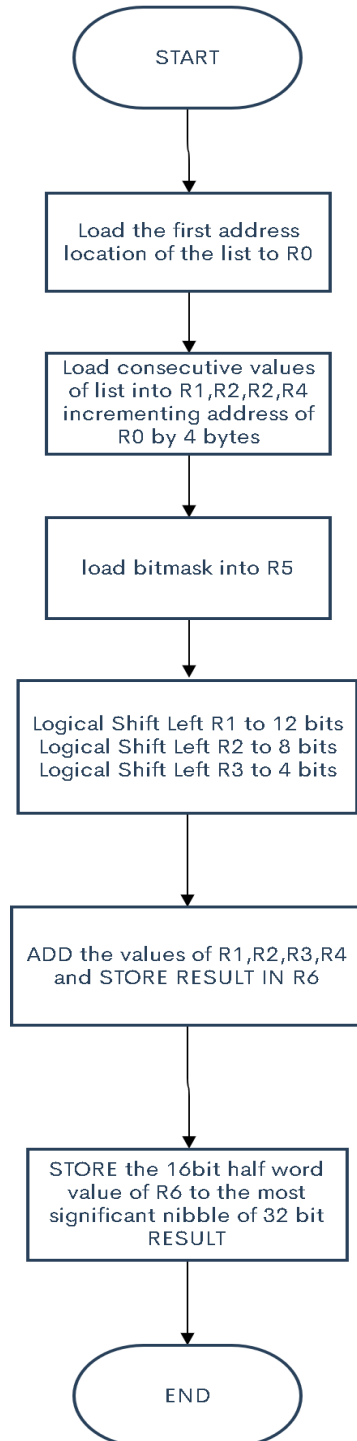 START
Load the first address
location of the list to R0
Load consecutive values
of list into R1,R2,R2,R4
incrementing address of
R0 by 4 bytes
load bitmask into R5
Logical Shift Left R1 to 12 bits
Logical Shift Left R2 to 8 bits
Logical Shift Left R3 to 4 bits
ADD the values of R1,R2,R3,R4
and STORE RESULT IN R6
STORE the 16bit half word
value of R6 to the most
significant nibble of 32 bit
RESULT
END